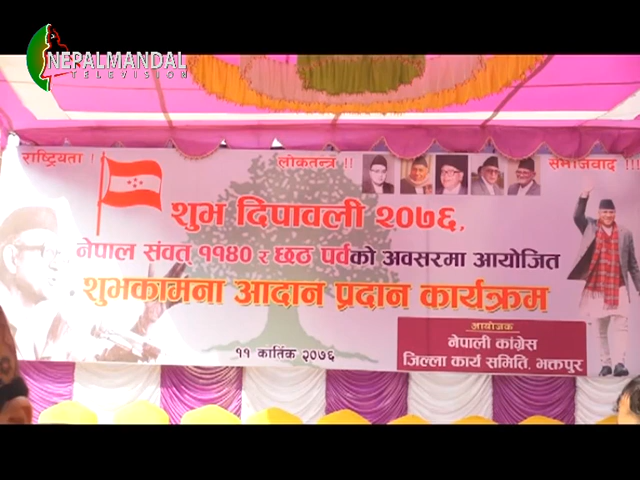 NEPALMANDAL
TELEVISION
राष्ट्रियता ! लोकतन्त्र !! समाजवाद !!!
शुभ दिपावली २०७६,
नेपाल संवत् ११४० र छठ पर्वको अवसरमा आयोजित
शुभकामना आदान प्रदान कार्यक्रम
आयोजक
नेपाली कांग्रेस
जिल्ला कार्य समिति, भक्तपुर
११ कार्तिक २०७६